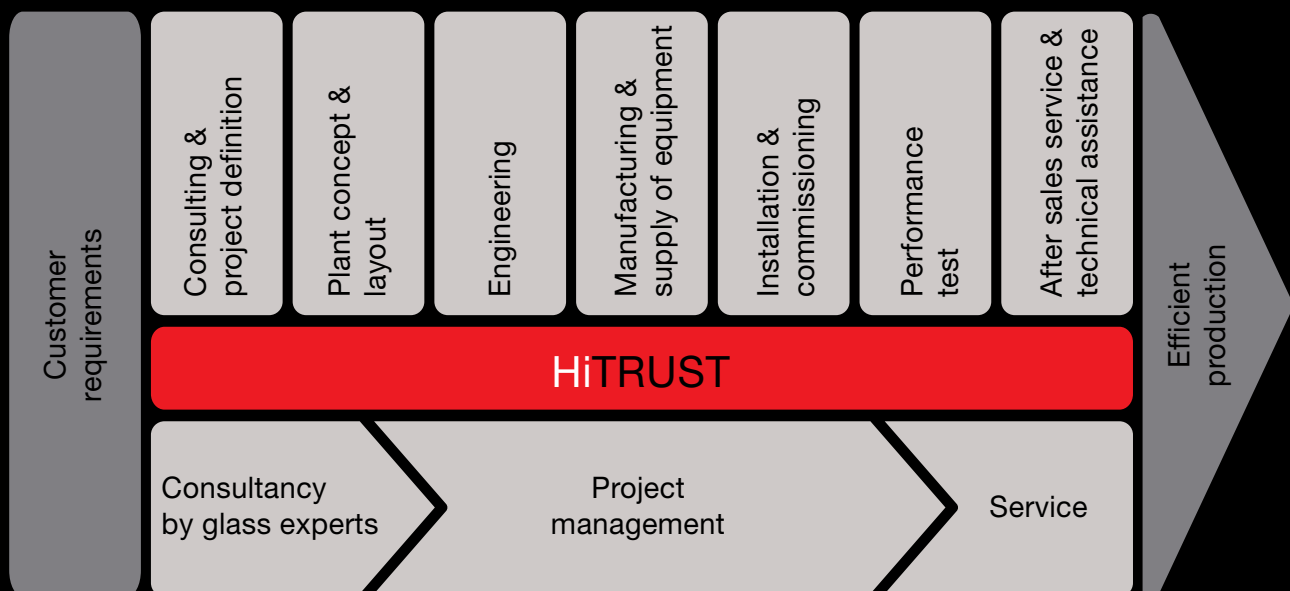 Customer
requirements
Consulting &
project definition
Plant concept &
layout
Engineering
Manufacturing &
supply of equipment
Installation &
commissioning
Performance
test
After sales service &
technical assistance
HiTRUST
Consultancy
by glass experts
Project
management
Service
Efficient
production